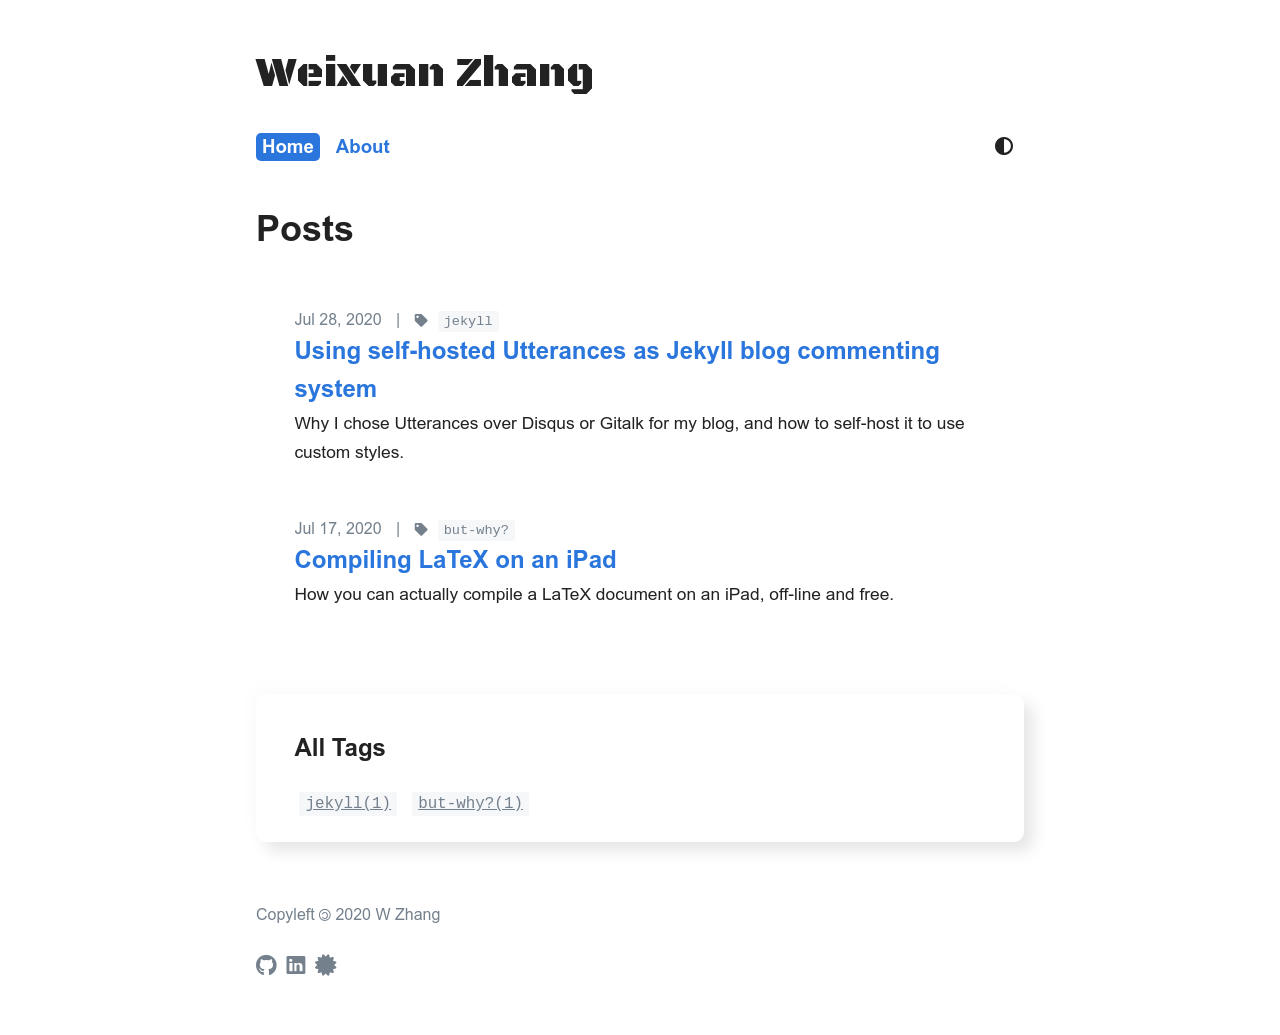 Weixuan Zhang
Home About
Posts
Jul 28, 2020 | jekyll
Using self-hosted Utterances as Jekyll blog commenting
system
Why I chose Utterances over Disqus or Gitalk for my blog, and how to self-host it to use
custom styles.
Jul 17, 2020 | but-why?
Compiling LaTeX on an iPad
How you can actually compile a LaTeX document on an iPad, off-line and free.
All Tags
jekyll(1) but-why?(1)
Copyleft 🄯 2020 W Zhang